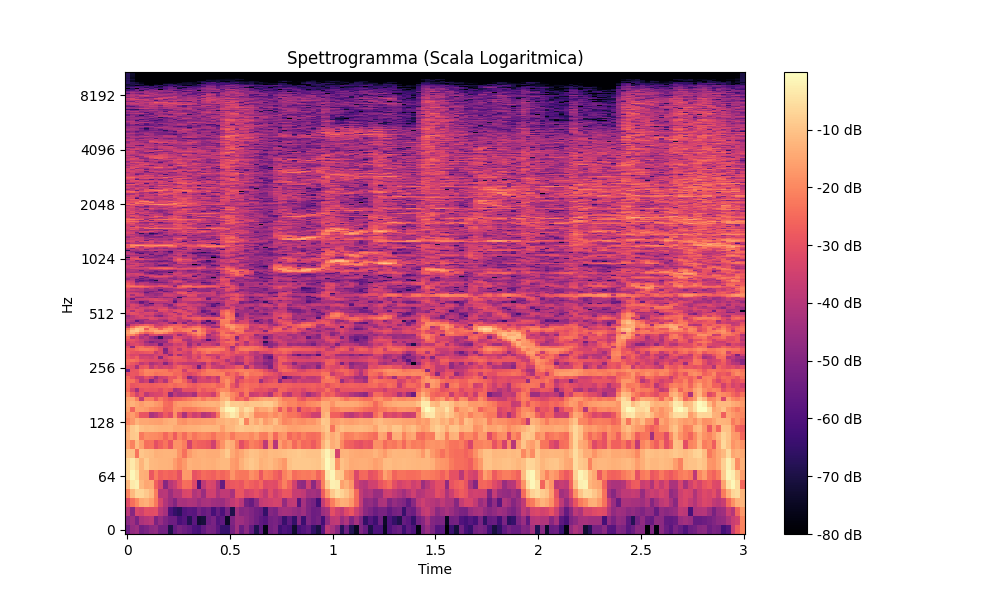 Spettrogramma (Scala Logaritmica)
Hz
8192
4096
2048
1024
512
256
128
64
0
0
0.5
1
1.5
2
2.5
3
Time
-10 dB
-20 dB
-30 dB
-40 dB
-50 dB
-60 dB
-70 dB
-80 dB